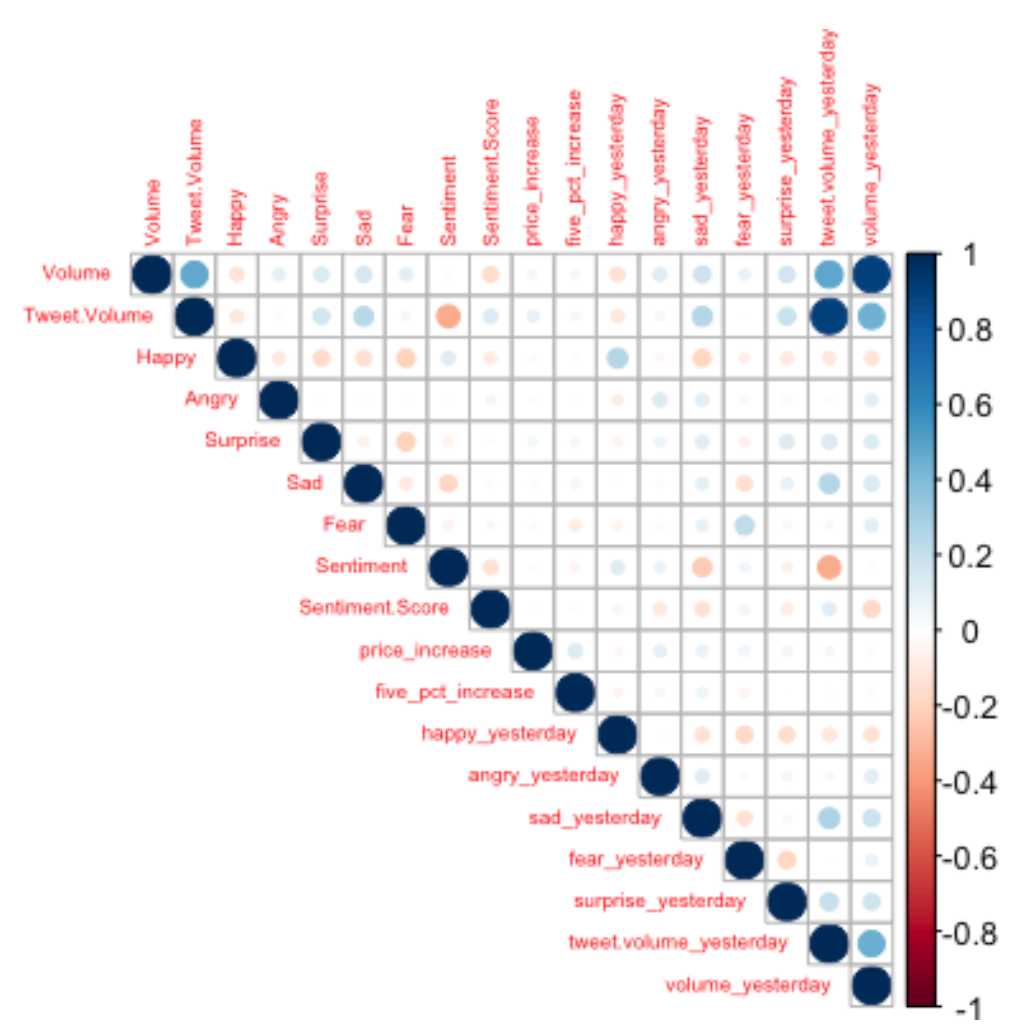 Volume
Tweet.Volume
Happy
Angry
Surprise
Sad
Fear
Sentiment
Sentiment.Score
price_increase
five_pct_increase
happy_yesterday
angry_yesterday
sad_yesterday
fear_yesterday
surprise_yesterday
tweet.volume_yesterday
volume_yesterday
Volume
Tweet.Volume
Happy
Angry
Surprise
Sad
Fear
Sentiment
Sentiment.Score
price_increase
five_pct_increase
happy_yesterday
angry_yesterday
sad_yesterday
fear_yesterday
surprise_yesterday
tweet.volume_yesterday
volume_yesterday
1
0.8
0.6
0.4
0.2
0
-0.2
-0.4
-0.6
-0.8
-1